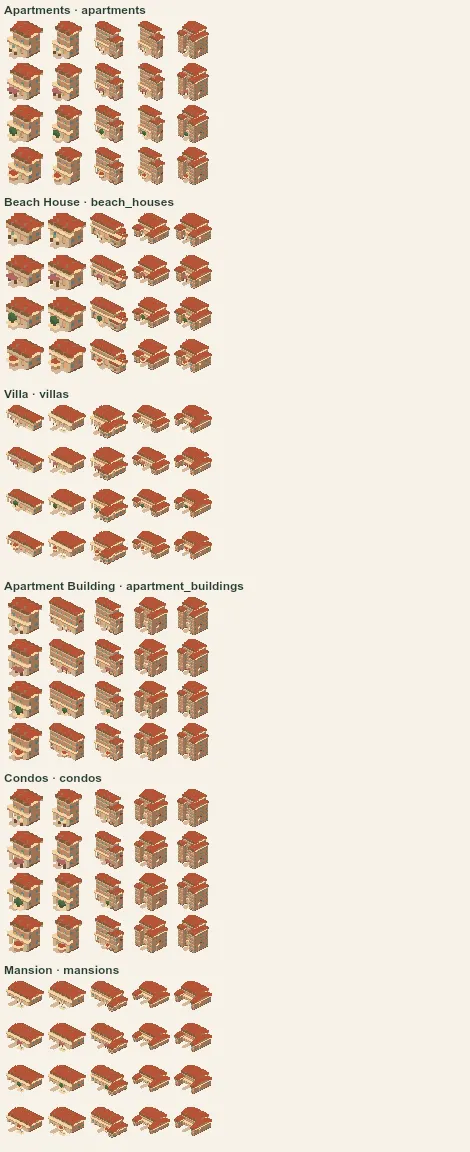 Apartments · apartments
Beach House · beach_houses
Villa · villas
Apartment Building · apartment_buildings
Condos · condos
Mansion · mansions